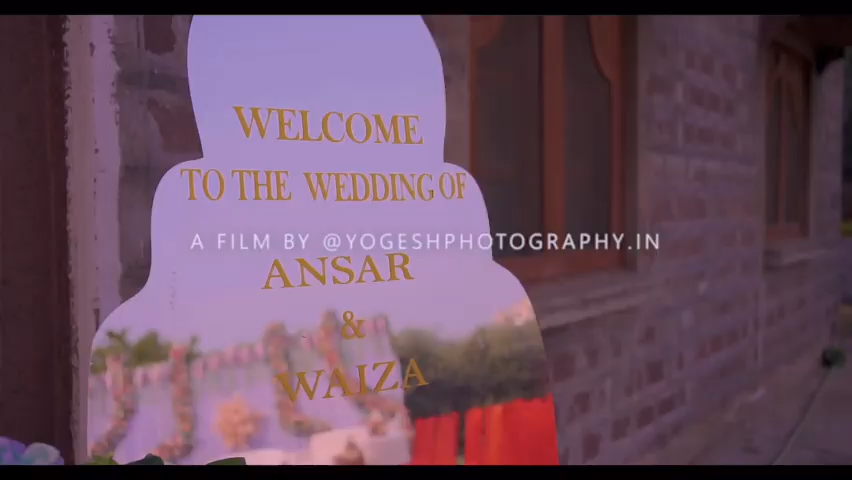 WELCOME
TO THE WEDDING OF
A FILM BY @YOGESHPHOTOGRAPHY.IN
ANSAR
&
WAIZA